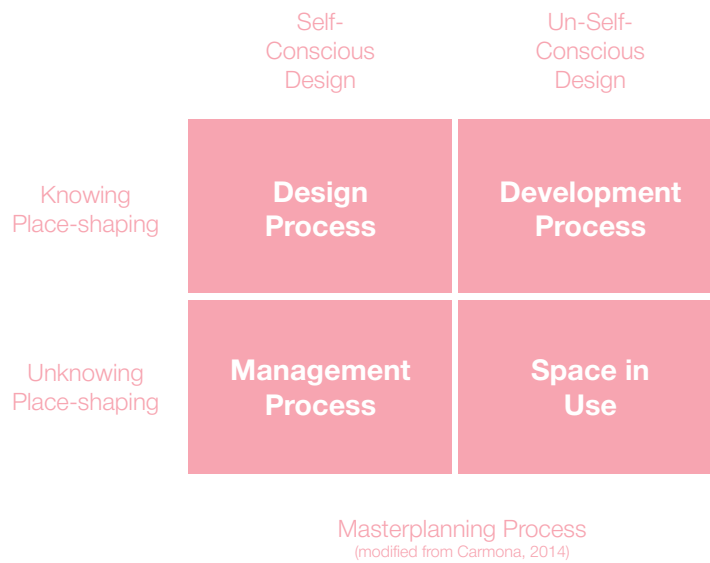 Self-
Conscious
Design
Un-Self-
Conscious
Design
Knowing
Place-shaping
Design
Process
Development
Process
Unknowing
Place-shaping
Management
Process
Space in
Use
Masterplanning Process
(modified from Carmona, 2014)